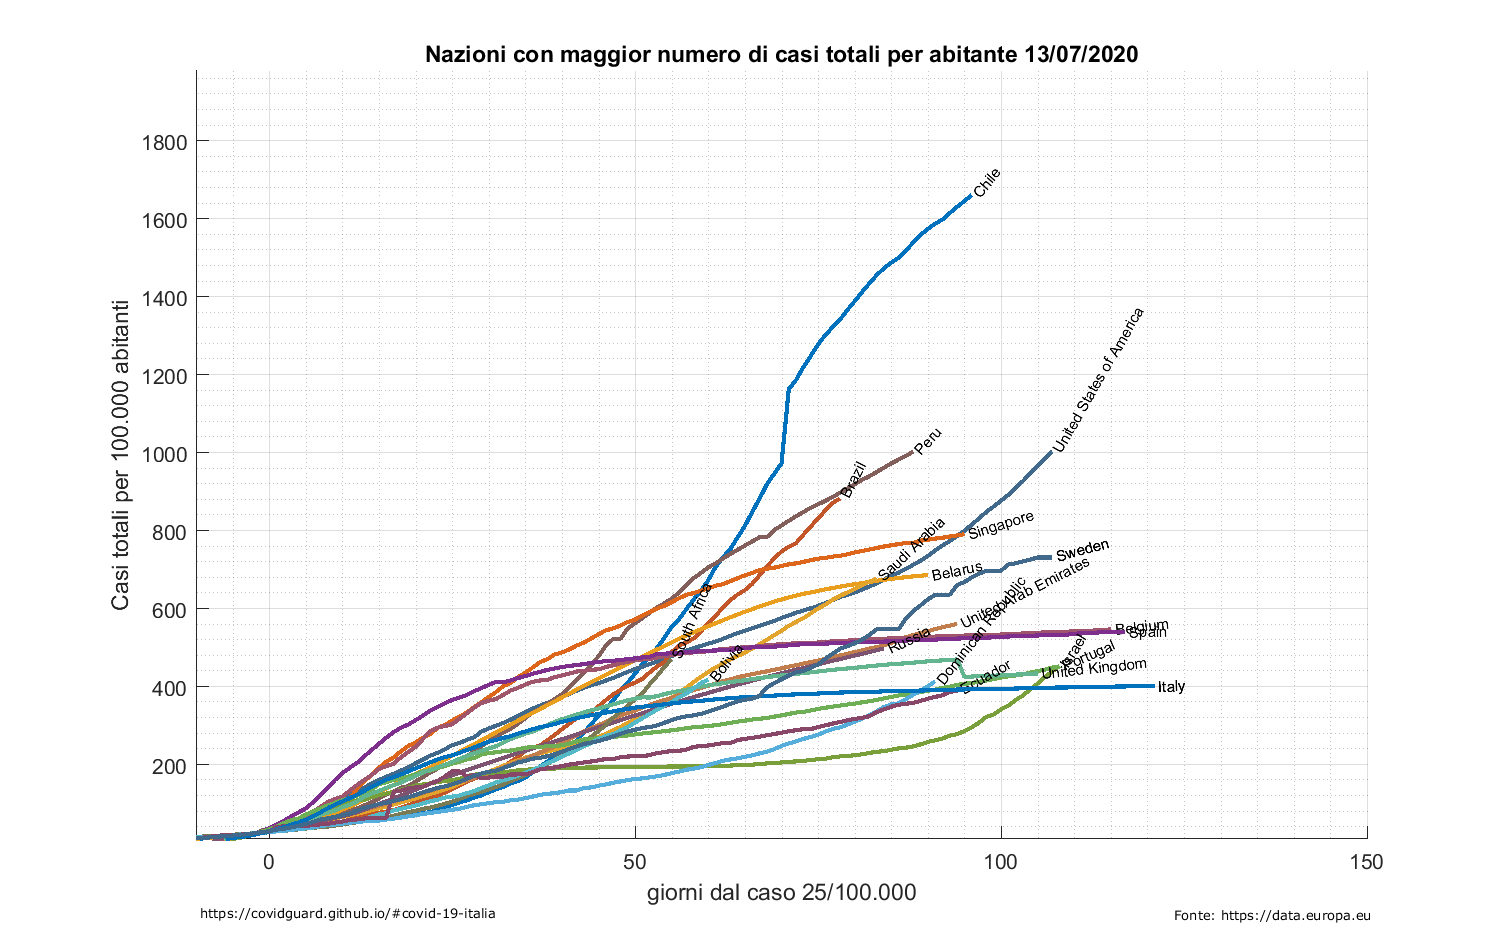 Nazioni con maggior numero di casi totali per abitante 13/07/2020
Casi totali per 100.000 abitanti
1800
1600
1400
1200
1000
800
600
400
200
0
50
100
150
giorni dal caso 25/100.000
Chile
United States of America
Peru
Brazil
Singapore
Saudi Arabia
Sweden
Belarus
United Arab Emirates
South Africa
Dominican Republic
Belgium
Spain
Russia
Israel
Portugal
Bolivia
United Kingdom
Ecuador
Italy
https://covidguard.github.io/#covid-19-italia
Fonte: https://data.europa.eu